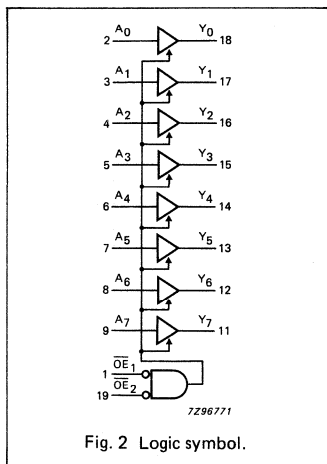 2 A0 Y0 18
3 A1 Y1 17
4 A2 Y2 16
5 A3 Y3 15
6 A4 Y4 14
7 A5 Y5 13
8 A6 Y6 12
9 A7 Y7 11
1 O̅E̅1
19 O̅E̅2
7Z96771
Fig. 2 Logic symbol.